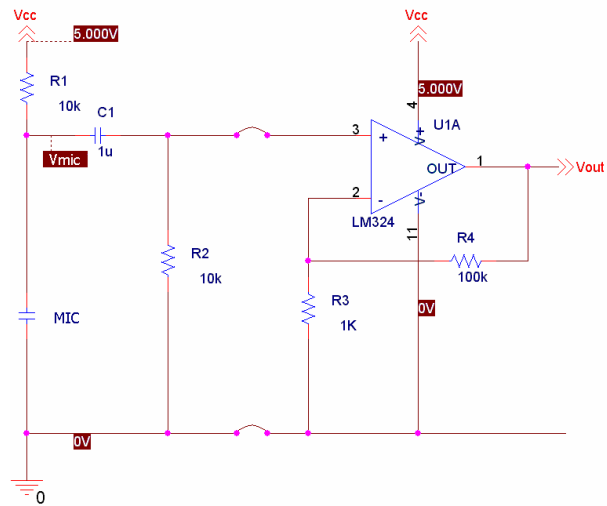 Vcc
Vcc
5.000V
R1
10k
5.000V
C1
4
U1A
1u
3
+
V+
Vmic
OUT
1
Vout
2
-
V-
LM324
R2
10k
11
R4
100k
R3
1K
0V
MIC
0V
0